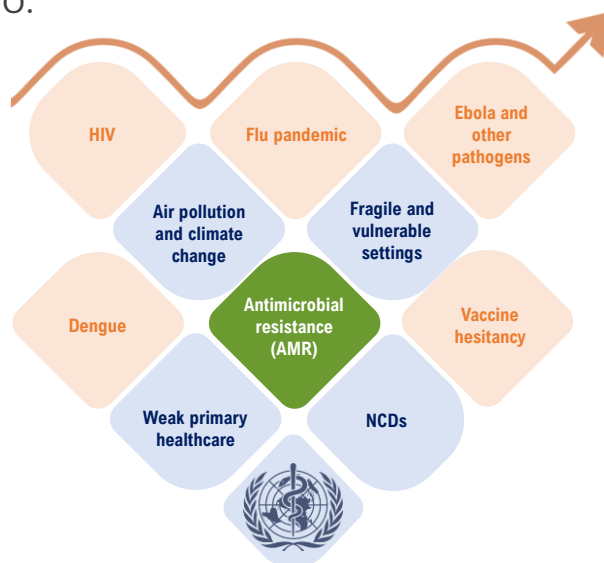 HIV
Flu pandemic
Ebola and
other
pathogens
Air pollution
and climate
change
Fragile and
vulnerable
settings
Dengue
Antimicrobial
resistance
(AMR)
Vaccine
hesitancy
Weak primary
healthcare
NCDs